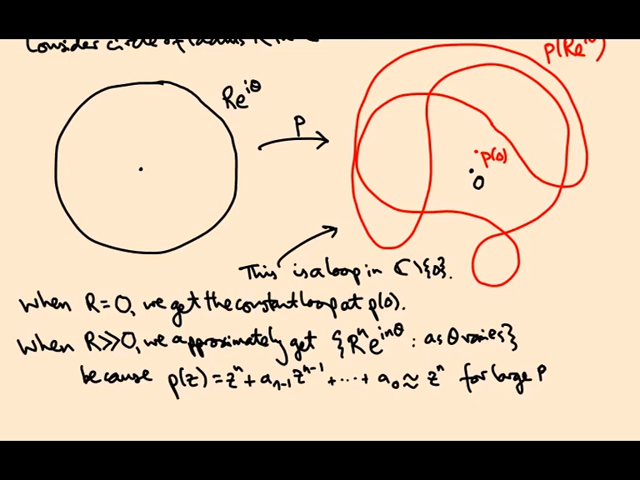 Consider circle of radius R in C
p(Re^{iθ})
Re^{iθ}
P
p(0)
0
This is a loop in ℂ\{0}.
When R=0, we get the constant loop at p(0).
When R≫0, we approximately get {R^n e^{inθ} : as θ varies}
because p(z) = z^n + a_{n-1}z^{n-1} + ... + a_0 ≈ z^n for large R